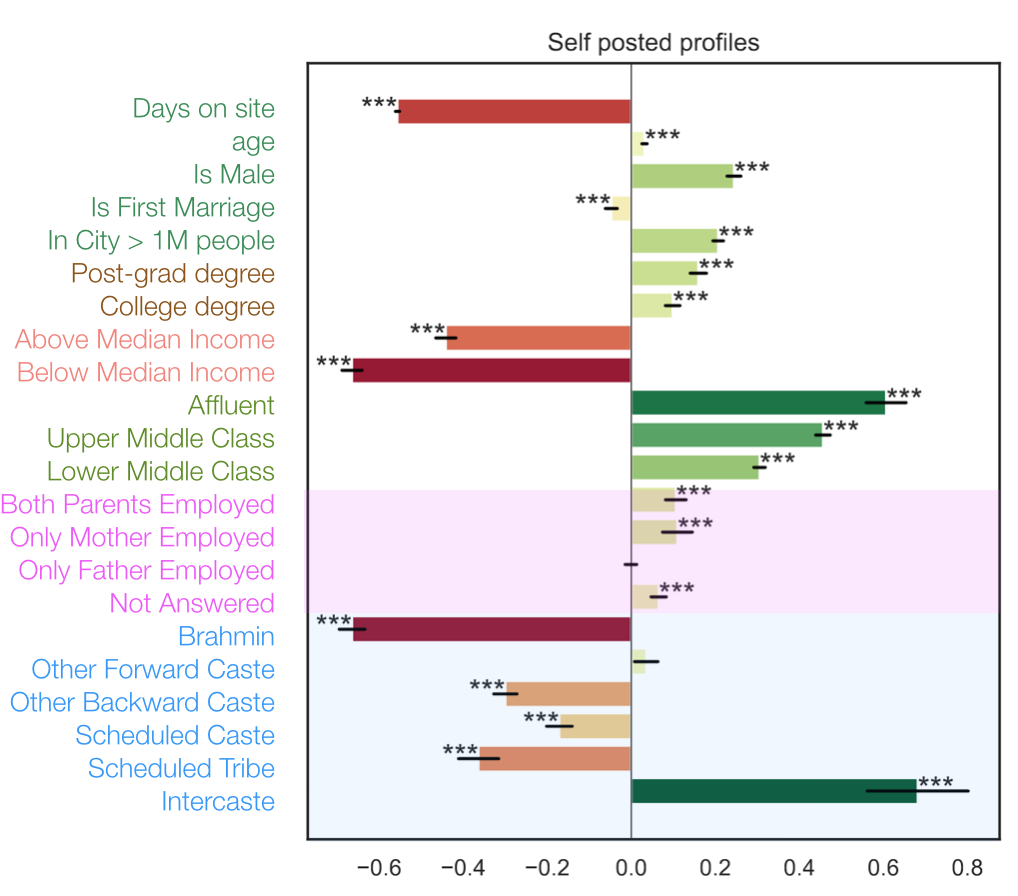 Self posted profiles
Days on site ***
age ***
Is Male ***
Is First Marriage ***
In City > 1M people ***
Post-grad degree ***
College degree ***
Above Median Income ***
Below Median Income ***
Affluent ***
Upper Middle Class ***
Lower Middle Class ***
Both Parents Employed ***
Only Mother Employed ***
Only Father Employed
Not Answered ***
Brahmin ***
Other Forward Caste
Other Backward Caste ***
Scheduled Caste ***
Scheduled Tribe ***
Intercaste ***
−0.6 −0.4 −0.2 0.0 0.2 0.4 0.6 0.8